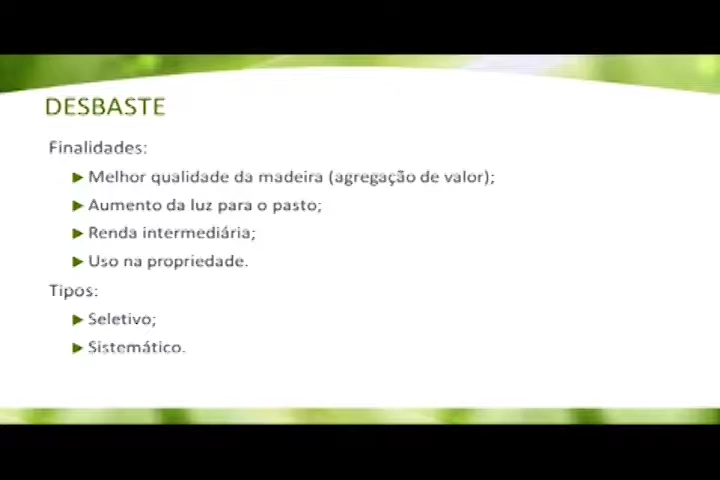 DESBASTE
Finalidades:
Melhor qualidade da madeira (agregação de valor);
Aumento da luz para o pasto;
Renda intermediária;
Uso na propriedade.
Tipos:
Seletivo;
Sistemático.